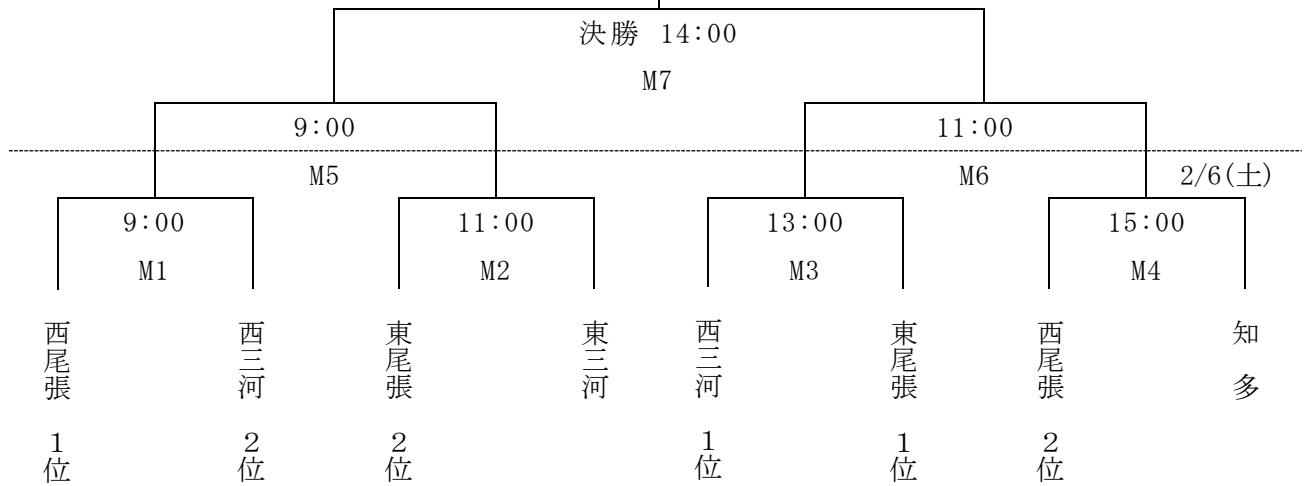 決勝 14:00
M7
9:00
11:00
M5
M6
2/6(土)
9:00
11:00
13:00
15:00
M1
M2
M3
M4
西尾張 1位
西三河 2位
東尾張 2位
東三河
西三河 1位
東尾張 1位
西尾張 2位
知多